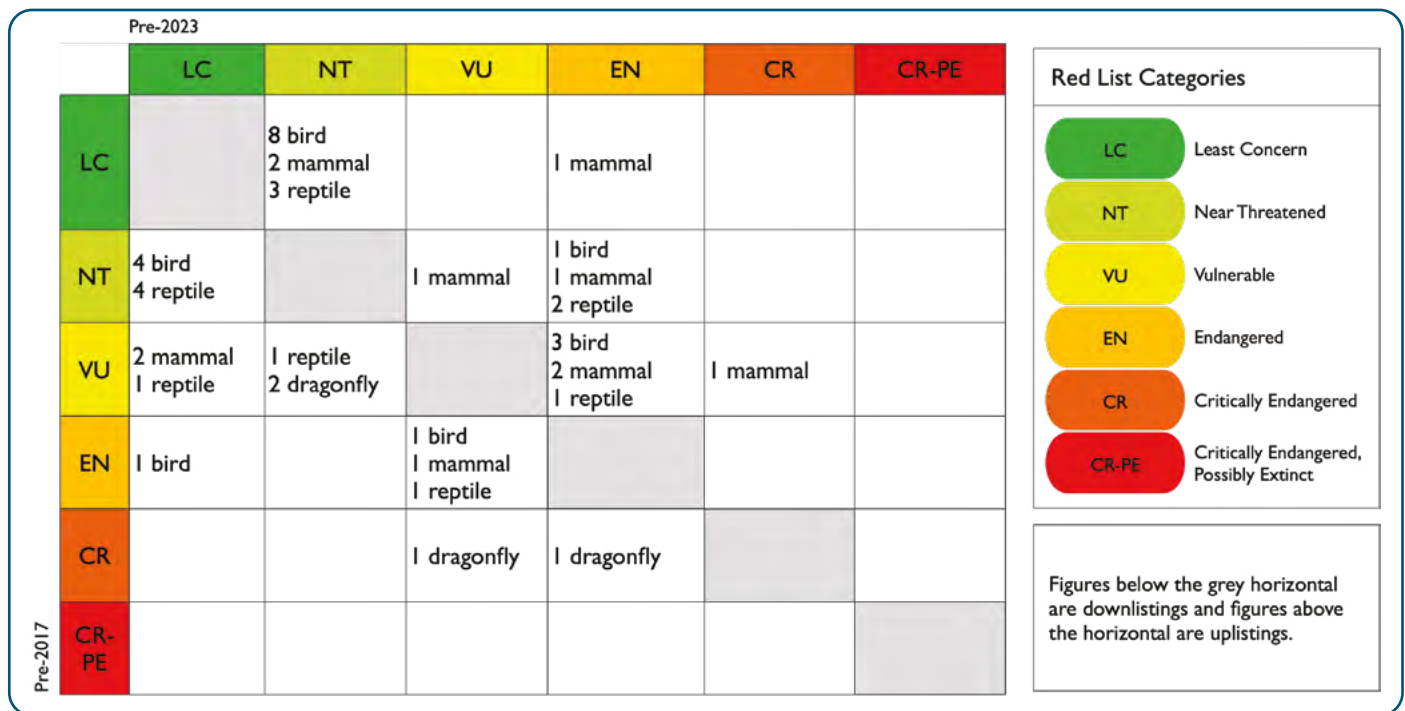 Pre-2023
LC NT VU EN CR CR-PE
LC
8 bird
2 mammal
3 reptile
1 mammal
NT
4 bird
4 reptile
1 mammal
1 bird
1 mammal
2 reptile
VU
2 mammal
1 reptile
1 reptile
2 dragonfly
3 bird
2 mammal
1 reptile
1 mammal
EN
1 bird
1 bird
1 mammal
1 reptile
CR
1 dragonfly
1 dragonfly
CR-
PE
Pre-2017
Red List Categories
LC Least Concern
NT Near Threatened
VU Vulnerable
EN Endangered
CR Critically Endangered
CR-PE Critically Endangered,
Possibly Extinct
Figures below the grey horizontal
are downlistings and figures above
the horizontal are uplistings.